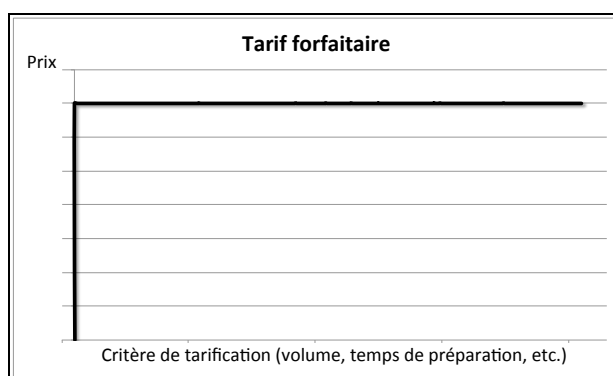 Tarif forfaitaire
Prix
Critère de tarification (volume, temps de préparation, etc.)